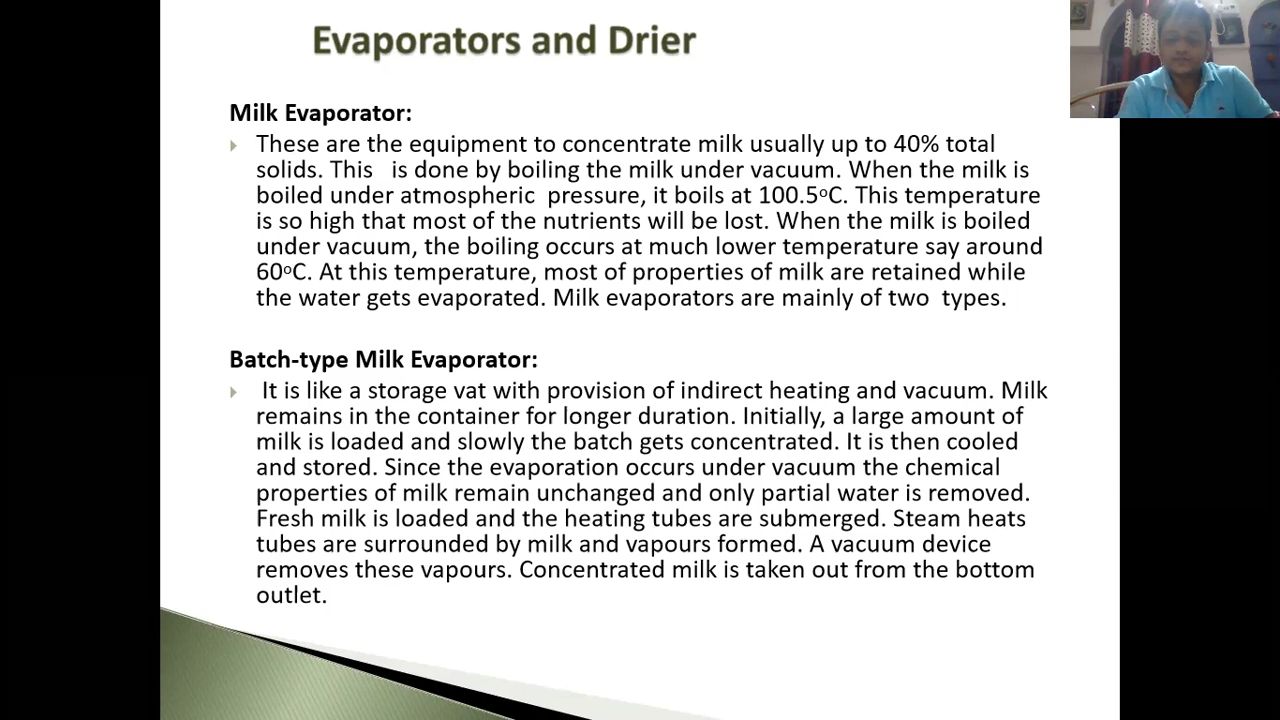 Evaporators and Drier
Milk Evaporator:
These are the equipment to concentrate milk usually up to 40% total
solids. This is done by boiling the milk under vacuum. When the milk is
boiled under atmospheric pressure, it boils at 100.5ᵒC. This temperature
is so high that most of the nutrients will be lost. When the milk is boiled
under vacuum, the boiling occurs at much lower temperature say around
60ᵒC. At this temperature, most of properties of milk are retained while
the water gets evaporated. Milk evaporators are mainly of two types.
Batch-type Milk Evaporator:
It is like a storage vat with provision of indirect heating and vacuum. Milk
remains in the container for longer duration. Initially, a large amount of
milk is loaded and slowly the batch gets concentrated. It is then cooled
and stored. Since the evaporation occurs under vacuum the chemical
properties of milk remain unchanged and only partial water is removed.
Fresh milk is loaded and the heating tubes are submerged. Steam heats
tubes are surrounded by milk and vapours formed. A vacuum device
removes these vapours. Concentrated milk is taken out from the bottom
outlet.